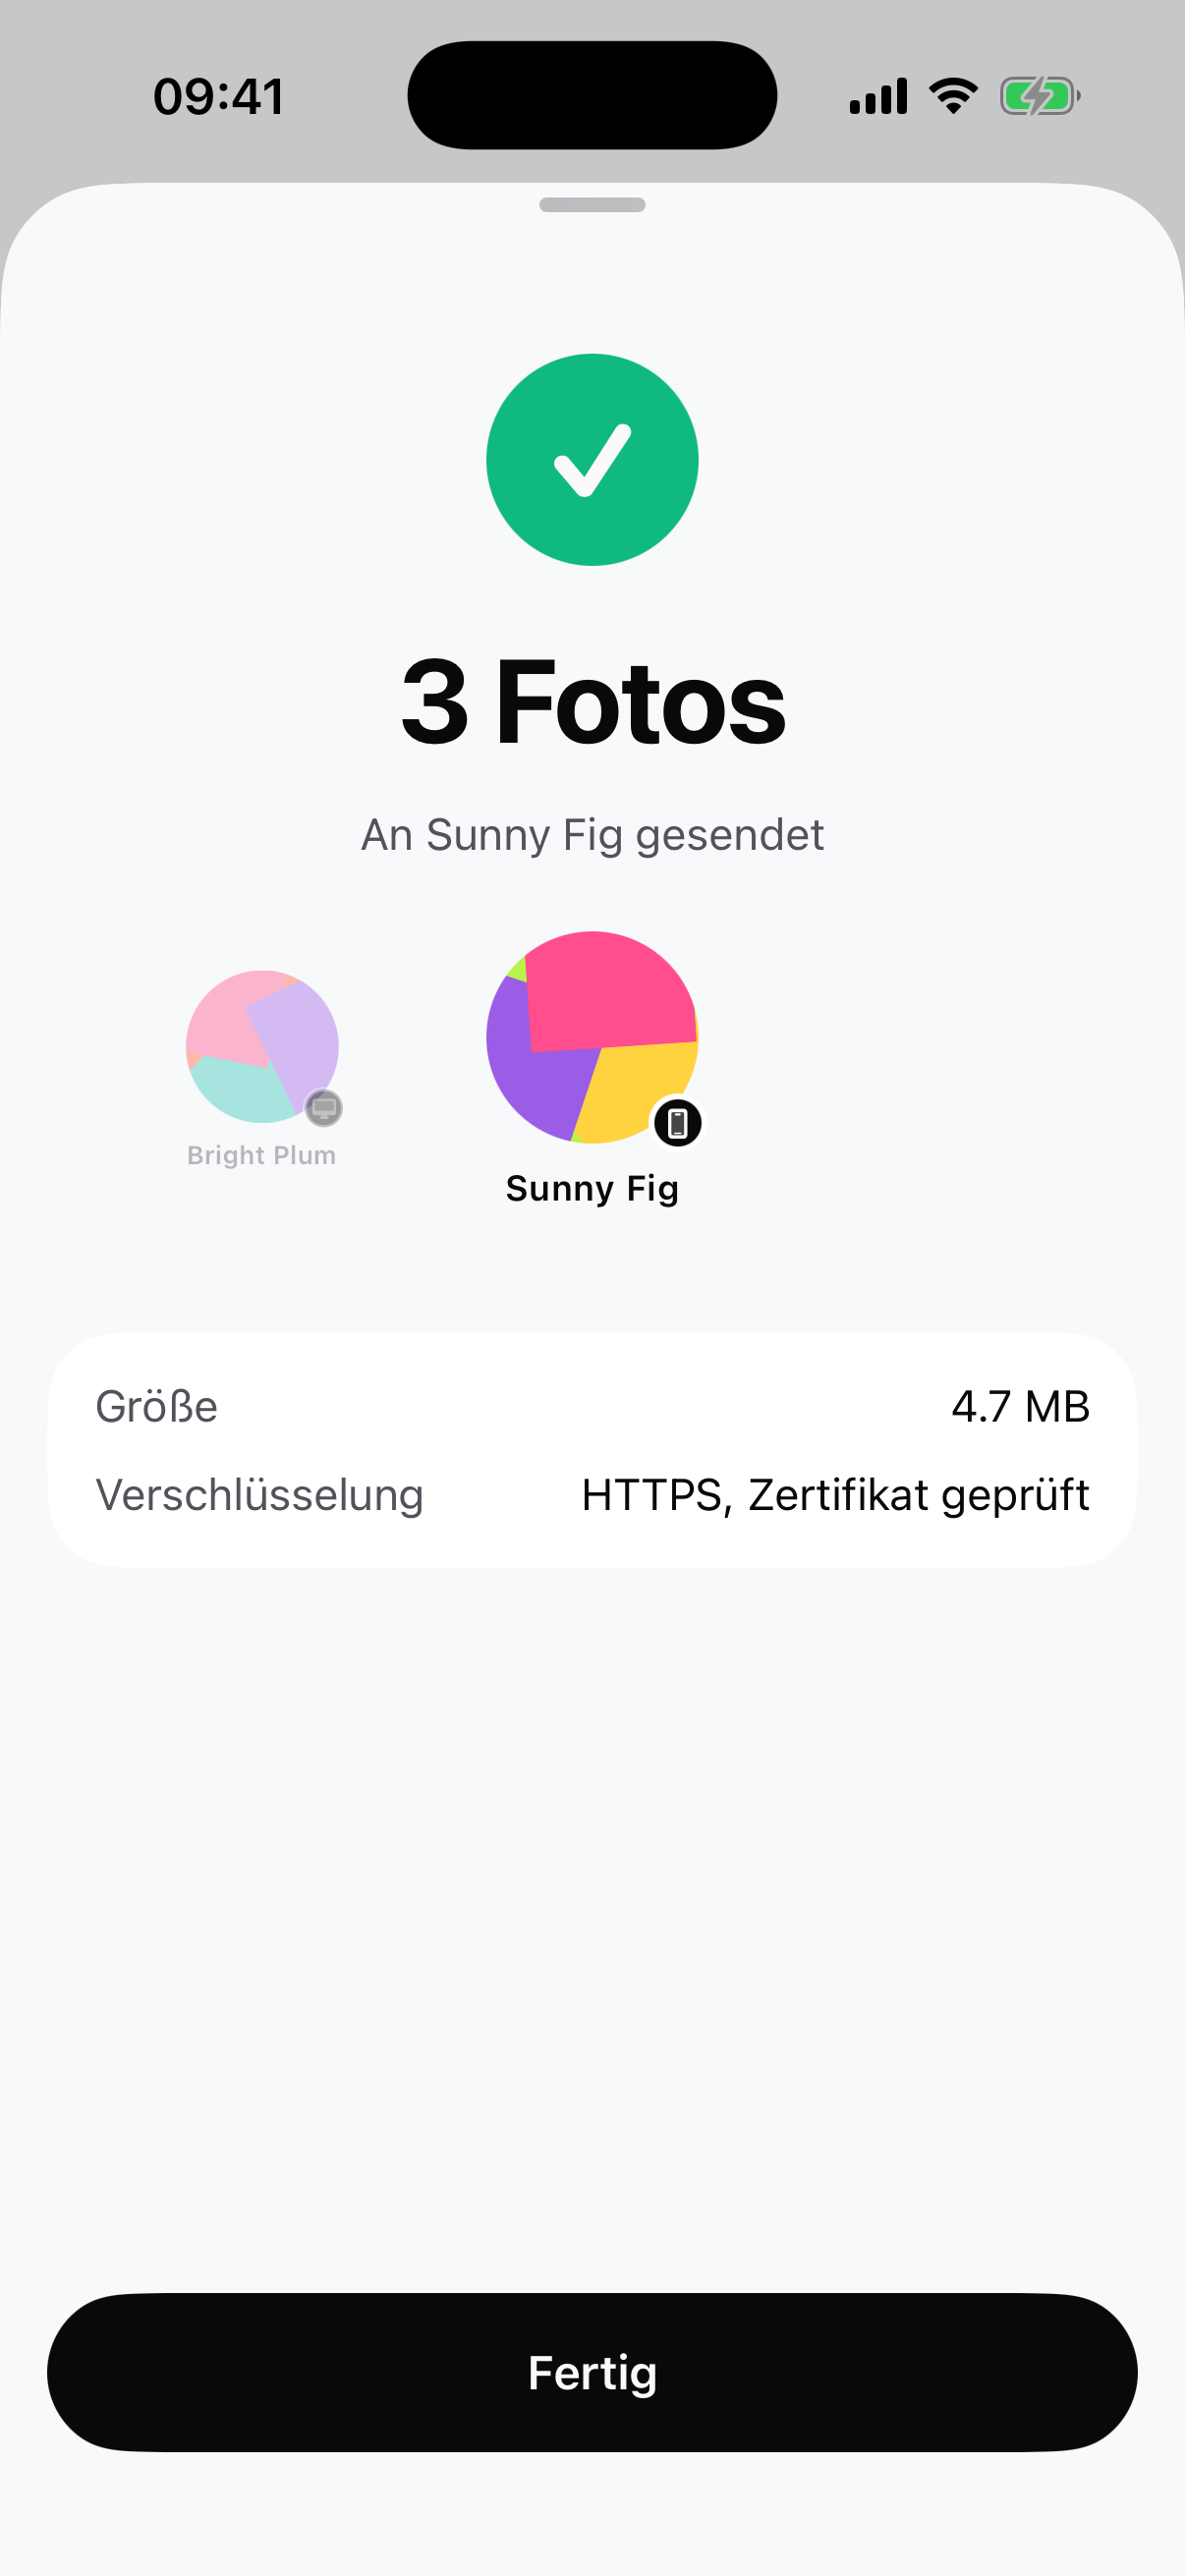 09:41
3 Fotos
An Sunny Fig gesendet
Bright Plum
Sunny Fig
Größe 4.7 MB
Verschlüsselung HTTPS, Zertifikat geprüft
Fertig